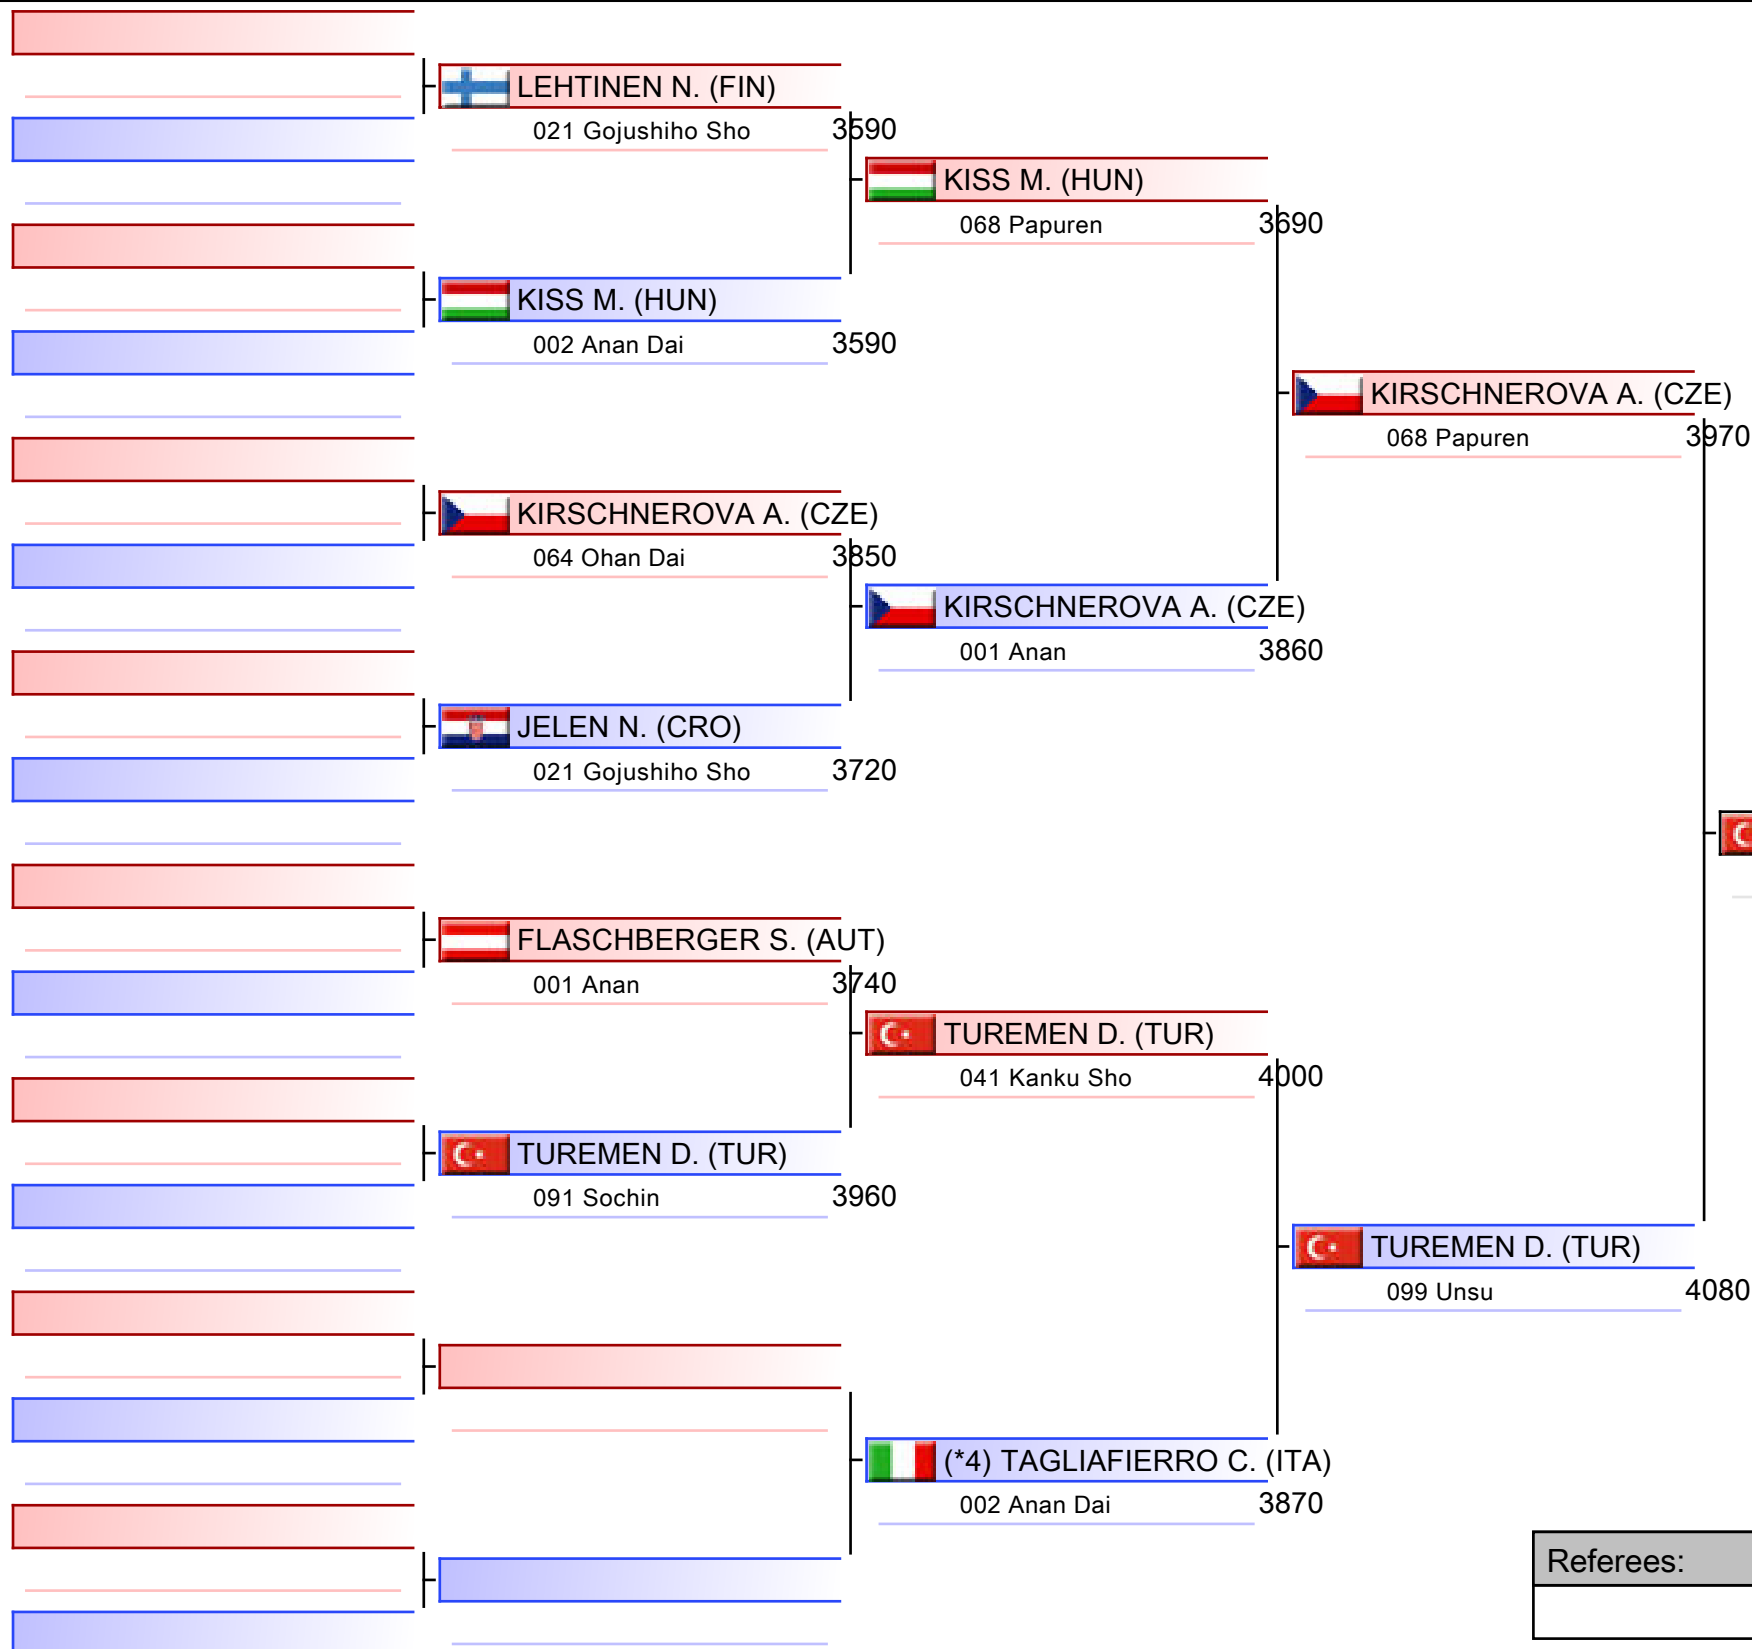 LEHTINEN N. (FIN)
021 Gojushiho Sho 3590
KISS M. (HUN)
068 Papuren 3690
KISS M. (HUN)
002 Anan Dai 3590
KIRSCHNEROVA A. (CZE)
068 Papuren 3970
KIRSCHNEROVA A. (CZE)
064 Ohan Dai 3850
KIRSCHNEROVA A. (CZE)
001 Anan 3860
JELEN N. (CRO)
021 Gojushiho Sho 3720
FLASCHBERGER S. (AUT)
001 Anan 3740
TUREMEN D. (TUR)
041 Kanku Sho 4000
TUREMEN D. (TUR)
091 Sochin 3960
TUREMEN D. (TUR)
099 Unsu 4080
(*4) TAGLIAFIERRO C. (ITA)
002 Anan Dai 3870
Referees: